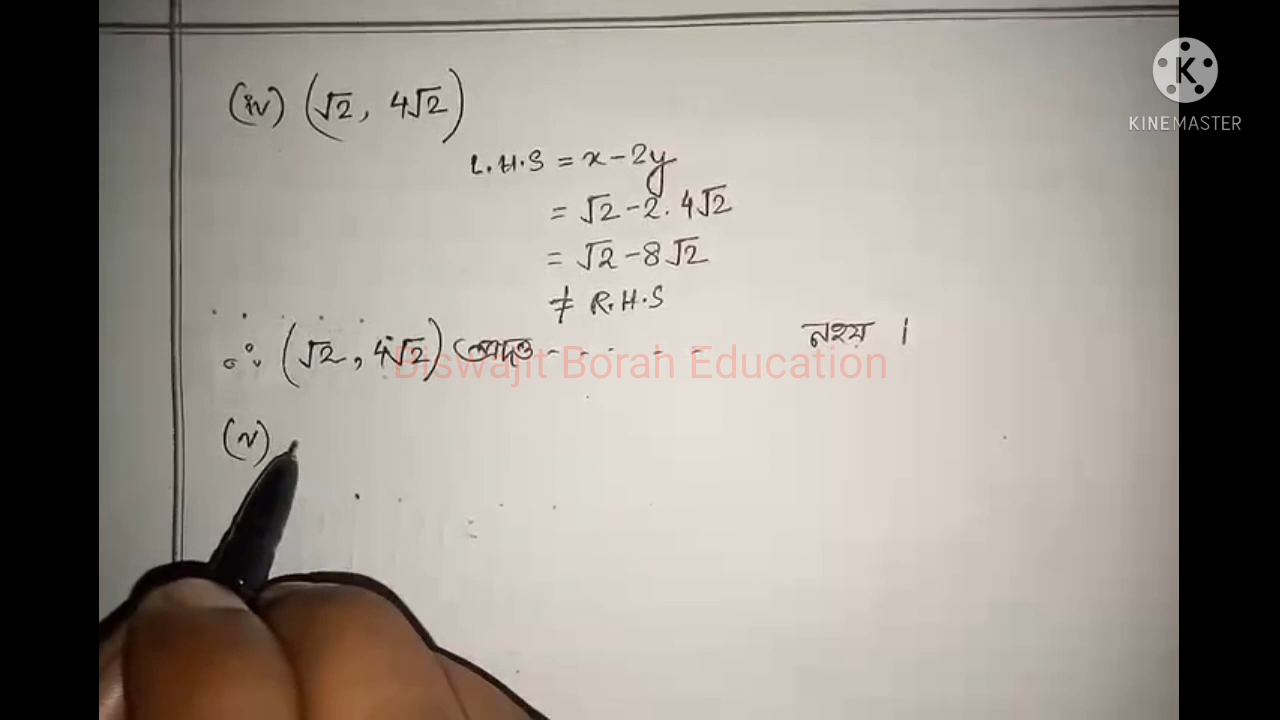 (iv) (√2, 4√2)
KINEMASTER
L.H.S = x - 2y
= √2 - 2. 4√2
= √2 - 8√2
≠ R.H.S
∴ (√2, 4√2) প্রদত্ত - - - - - নহয় ।
Biswajit Borah Education
(v)